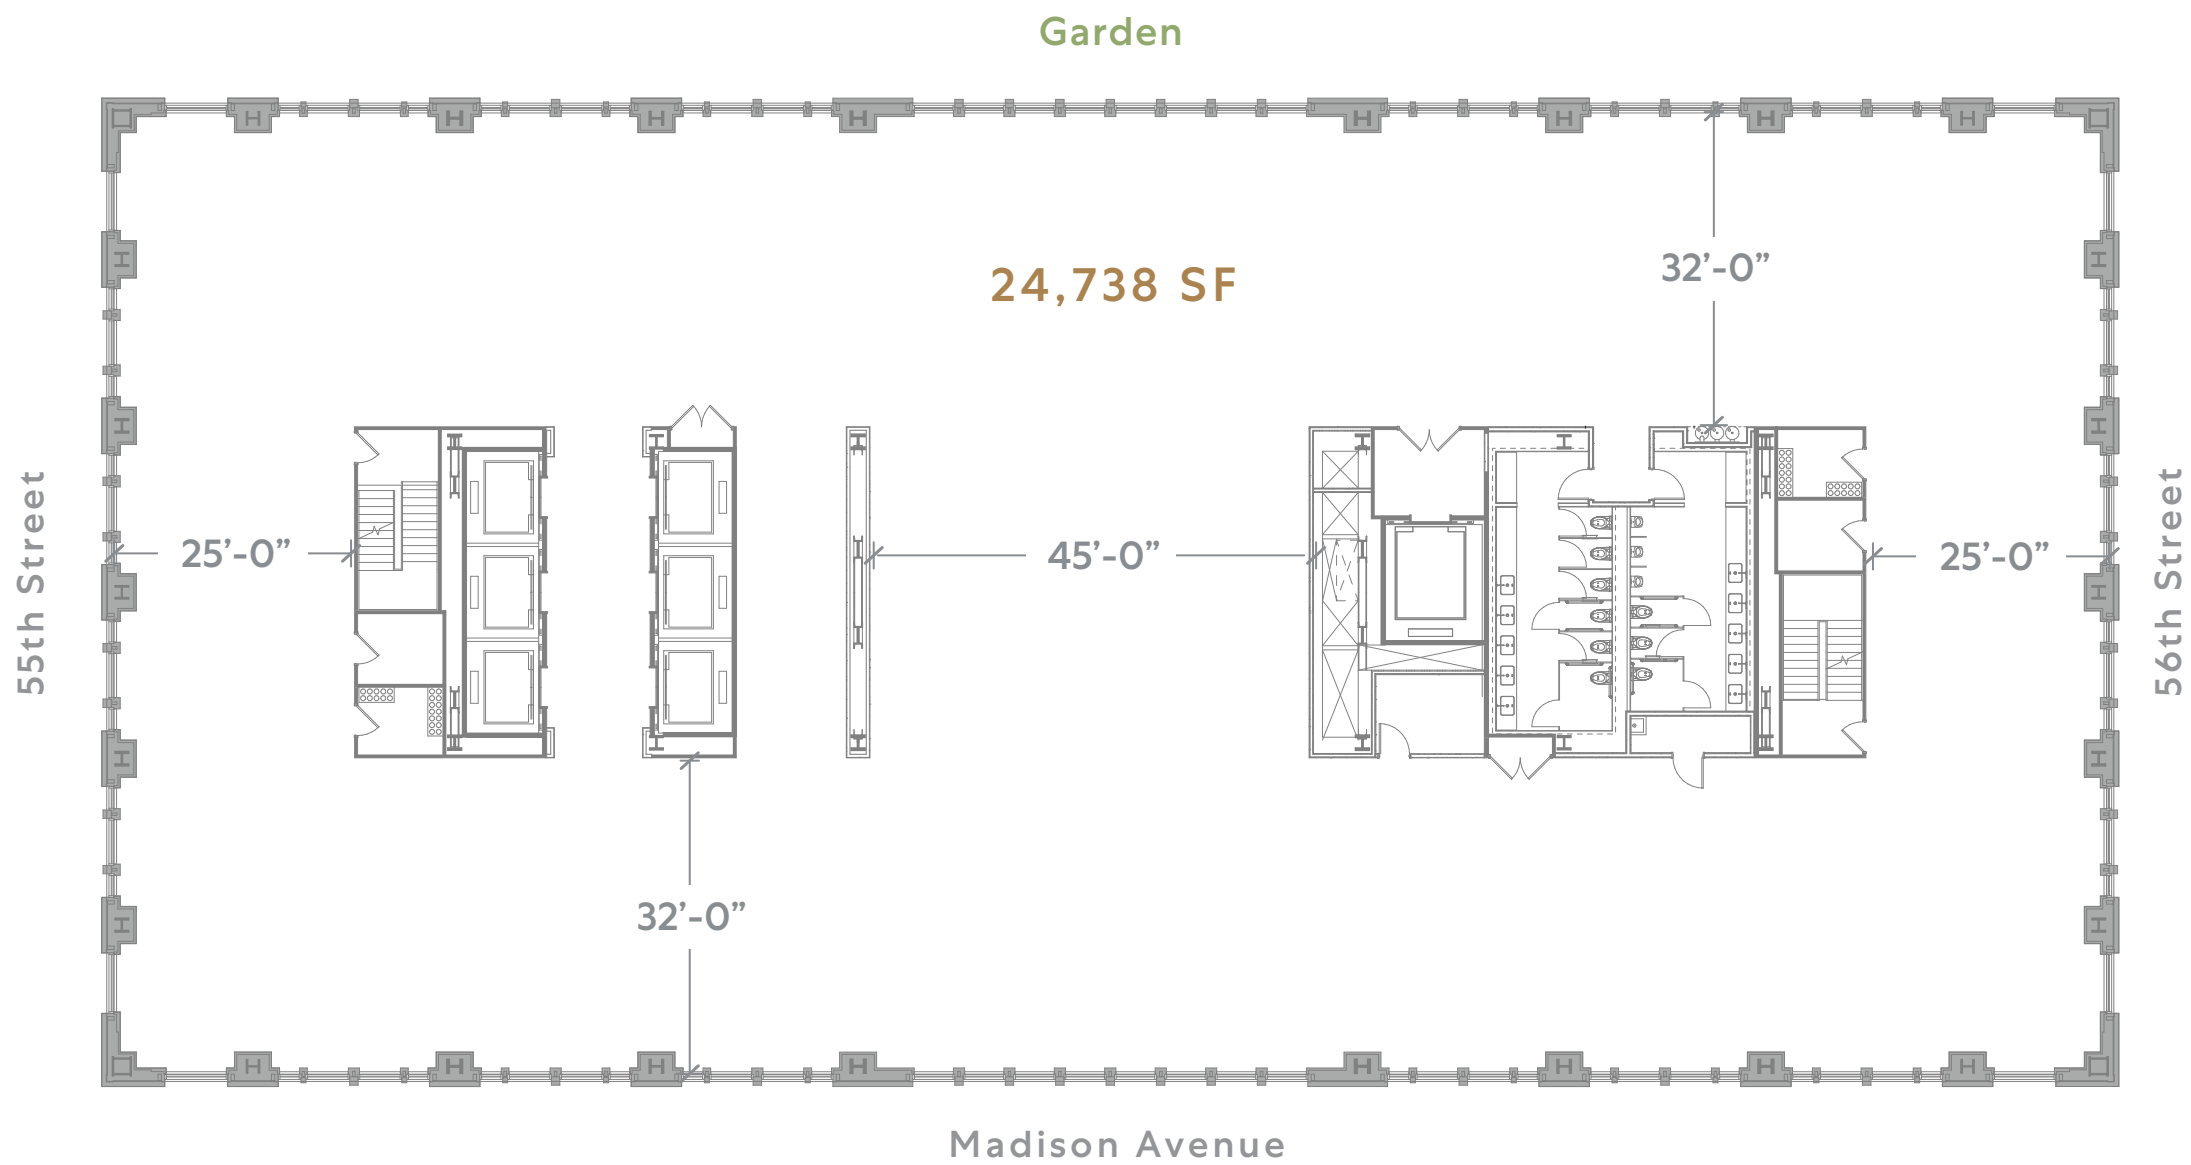 Garden
24,738 SF
32’-0”
55th Street
25’-0”
45’-0”
25’-0”
56th Street
32’-0”
Madison Avenue